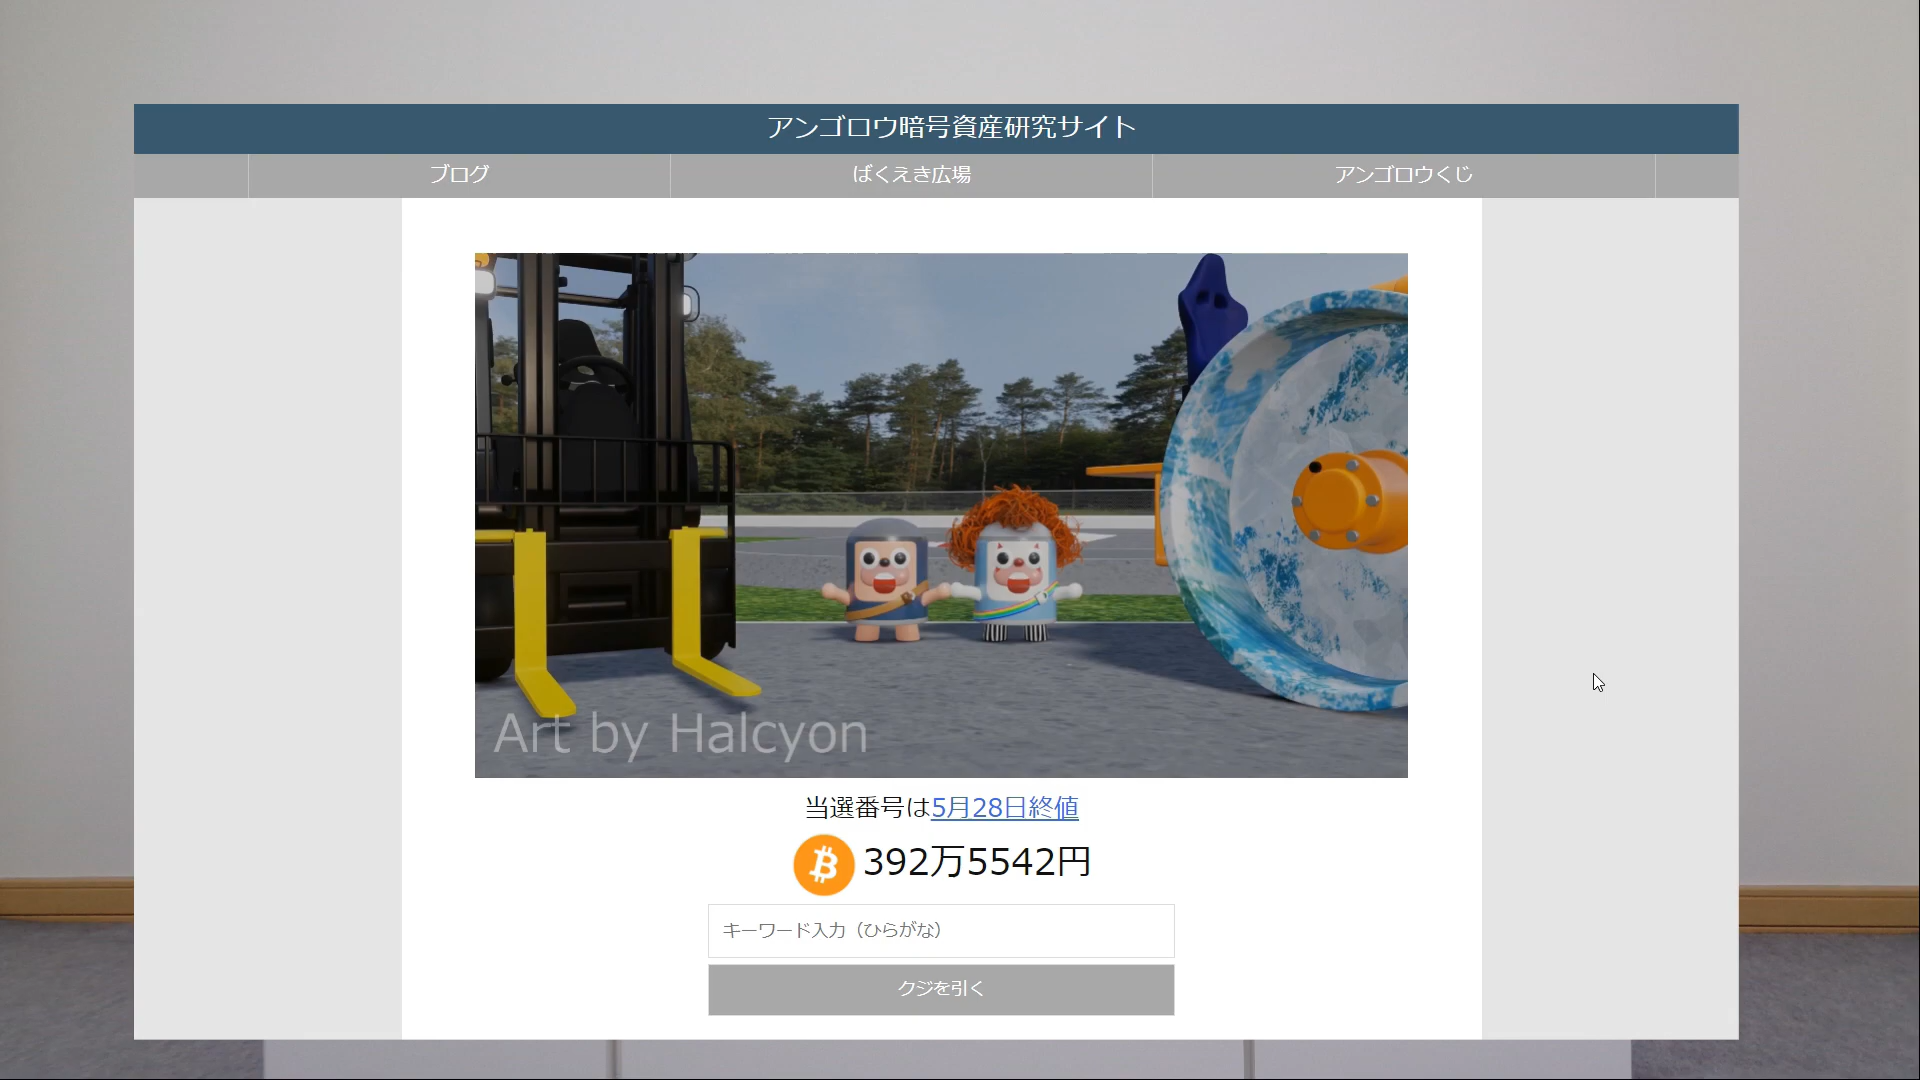 アンゴロウ暗号資産研究サイト
ブログ
ばくえき広場
アンゴロウくじ
Art by Halcyon
当選番号は5月28日終値
392万5542円
キーワード入力（ひらがな）
クジを引く